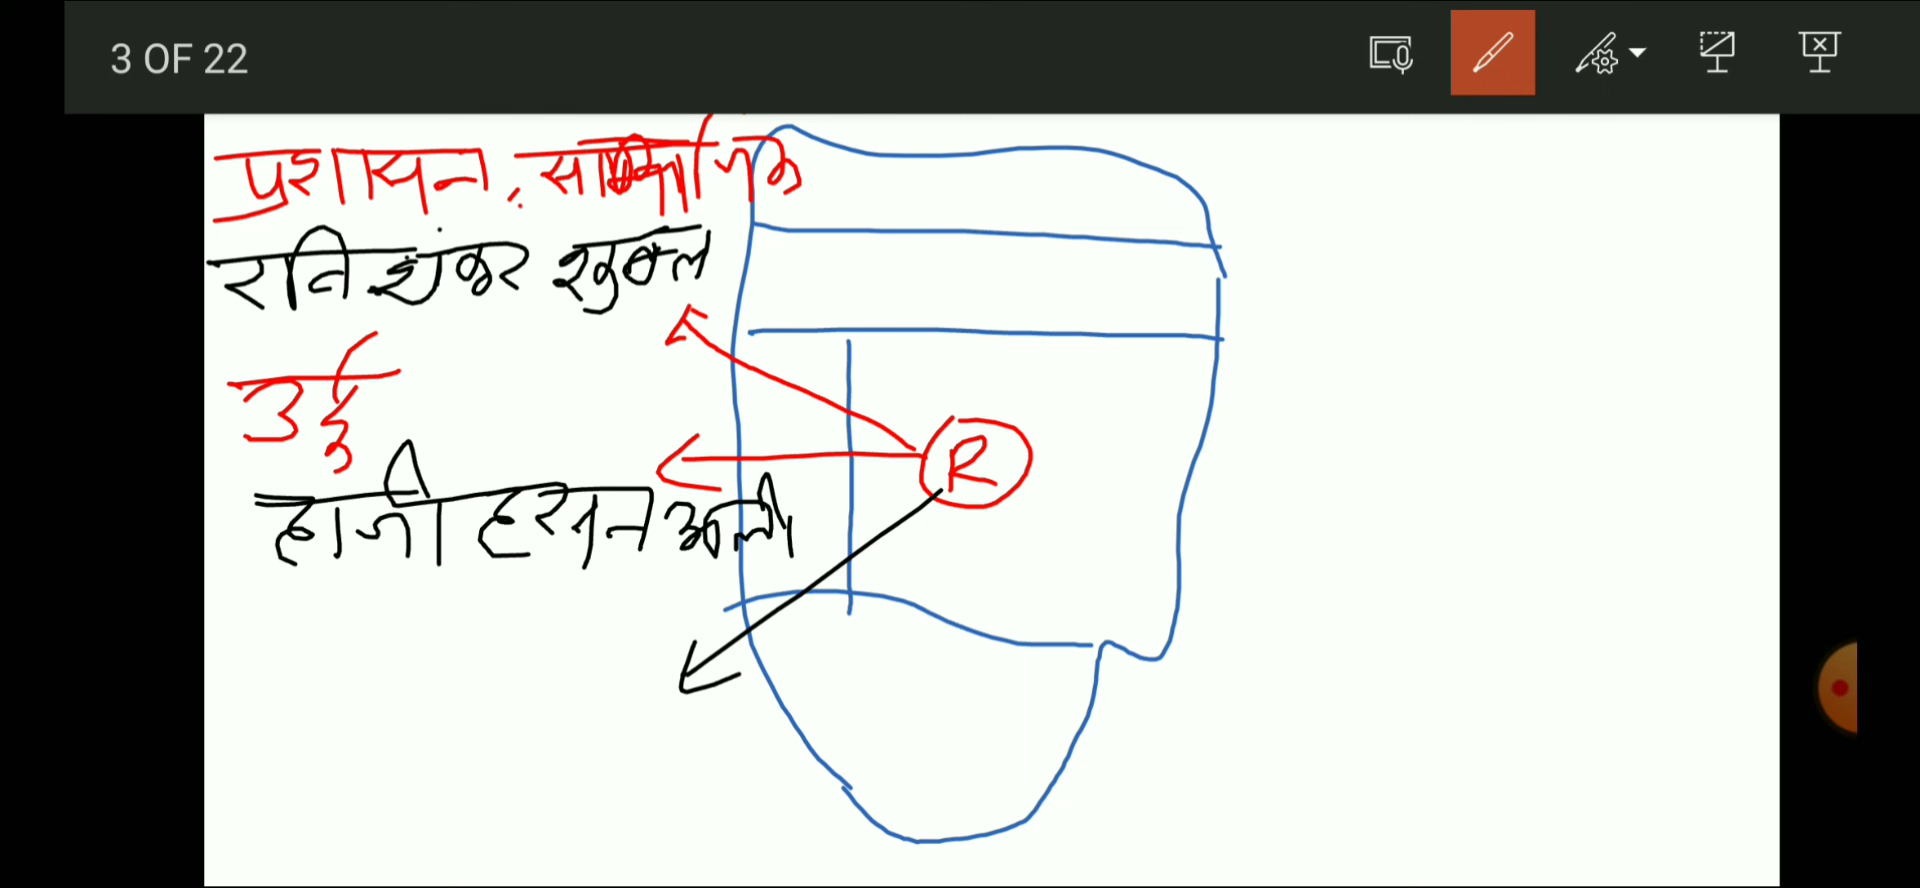 3 OF 22
प्रशासन, सामाजिक
रविशंकर शुक्ल
उर्दू
R
हाजी हसन अली